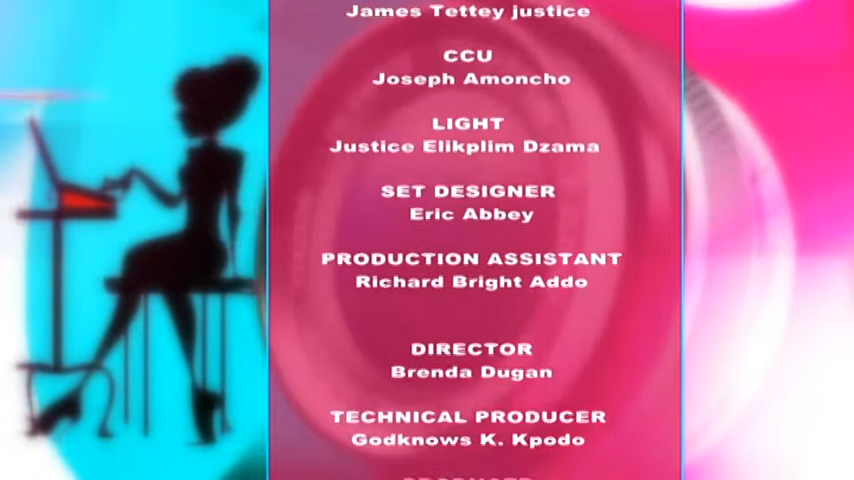 James Tettey justice
CCU
Joseph Amoncho
LIGHT
Justice Elikplim Dzama
SET DESIGNER
Eric Abbey
PRODUCTION ASSISTANT
Richard Bright Addo
DIRECTOR
Brenda Dugan
TECHNICAL PRODUCER
Godknows K. Kpodo